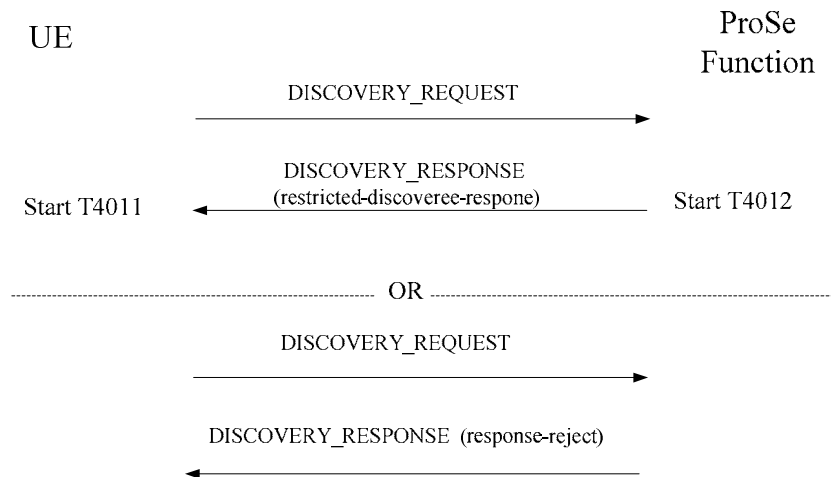 UE
ProSe
Function
DISCOVERY_REQUEST
DISCOVERY_RESPONSE
(restricted-discoveree-respone)
Start T4011
Start T4012
OR
DISCOVERY_REQUEST
DISCOVERY_RESPONSE (response-reject)